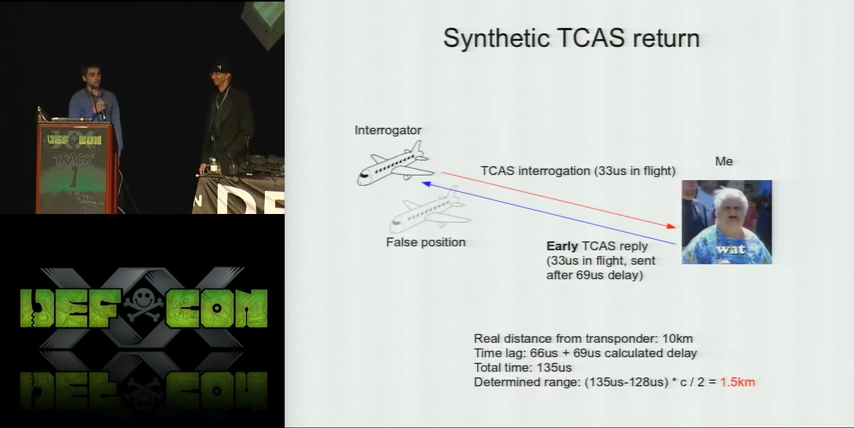 Synthetic TCAS return
Interrogator
TCAS interrogation (33us in flight)
Me
wat
False position
Early TCAS reply
(33us in flight, sent
after 69us delay)
Real distance from transponder: 10km
Time lag: 66us + 69us calculated delay
Total time: 135us
Determined range: (135us-128us) * c / 2 = 1.5km
DEFCON
TRACK
1
N DEF
XX
DEF CON